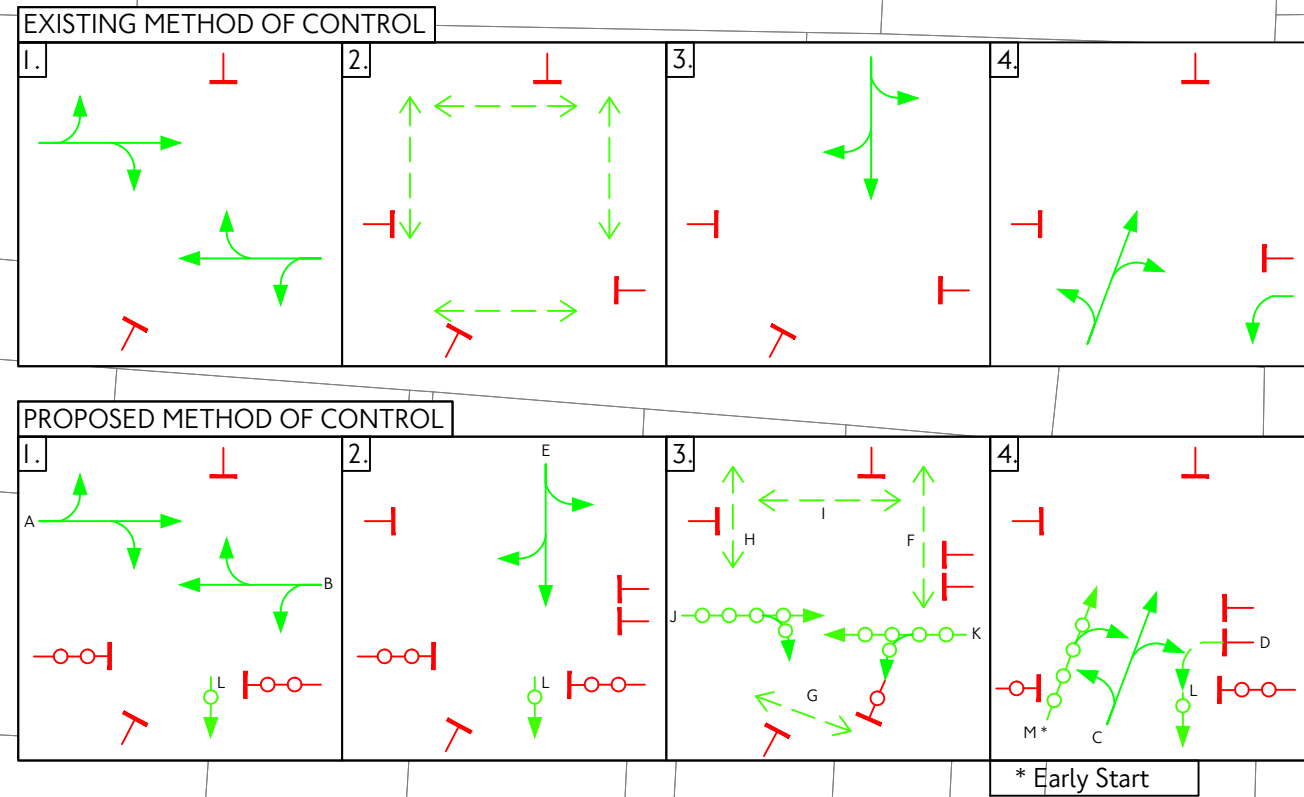 EXISTING METHOD OF CONTROL
1.
2.
3.
4.
PROPOSED METHOD OF CONTROL
1.
A
B
L
2.
E
L
3.
H
I
F
J
K
G
4.
D
L
M *
C
* Early Start